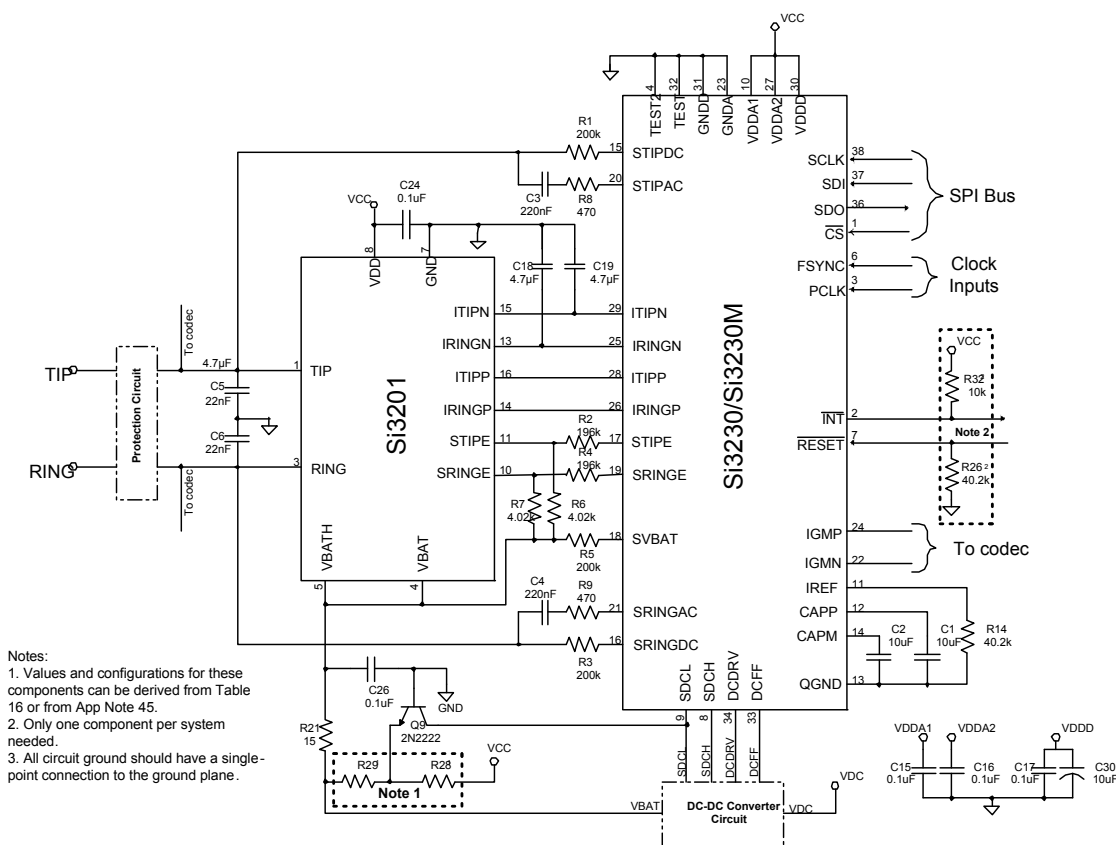 VCC
4
32
31
23
10
27
30
TEST2
TEST
GNDD
GNDA
VDDA1
VDDA2
VDDD
R1
200k
15
STIPDC
C3
220nF
R8
470
20
STIPAC
SCLK
38
SDI
37
SDO
36
CS
1
SPI Bus
FSYNC
6
PCLK
3
Clock
Inputs
VCC
C24
0.1uF
8
7
VDD
GND
C18
4.7µF
C19
4.7µF
ITIPN
15
29
ITIPN
IRINGN
13
25
IRINGN
ITIPP
16
28
ITIPP
IRINGP
14
26
IRINGP
STIPE
11
R2
196k
17
STIPE
SRINGE
10
R4
196k
19
SRINGE
R7
4.02k
R6
4.02k
R5
200k
18
SVBAT
Si3201
Si3230/Si3230M
To codec
4.7µF
1
TIP
TIP
C5
22nF
C6
22nF
Protection Circuit
RING
3
RING
To codec
VBATH
VBAT
5
4
VCC
R32
10k
INT
2
RESET
7
Note 2
R26
2
40.2k
IGMP
24
IGMN
22
To codec
IREF
11
CAPP
12
CAPM
14
QGND
13
C2
10uF
C1
10uF
R14
40.2k
C4
220nF
R9
470
21
SRINGAC
R3
200k
16
SRINGDC
SDCL
SDCH
DCDRV
DCFF
9
8
34
33
SDCL
SDCH
DCDRV
DCFF
C26
0.1uF
GND
Q9
2N2222
R21
15
R29
R28
VCC
Note 1
VBAT
DC-DC Converter
Circuit
VDC
VDC
VDDA1
VDDA2
VDDD
C15
0.1uF
C16
0.1uF
C17
0.1uF
C30
10uF
Notes:
1. Values and configurations for these
components can be derived from Table
16 or from App Note 45.
2. Only one component per system
needed.
3. All circuit ground should have a single-
point connection to the ground plane.